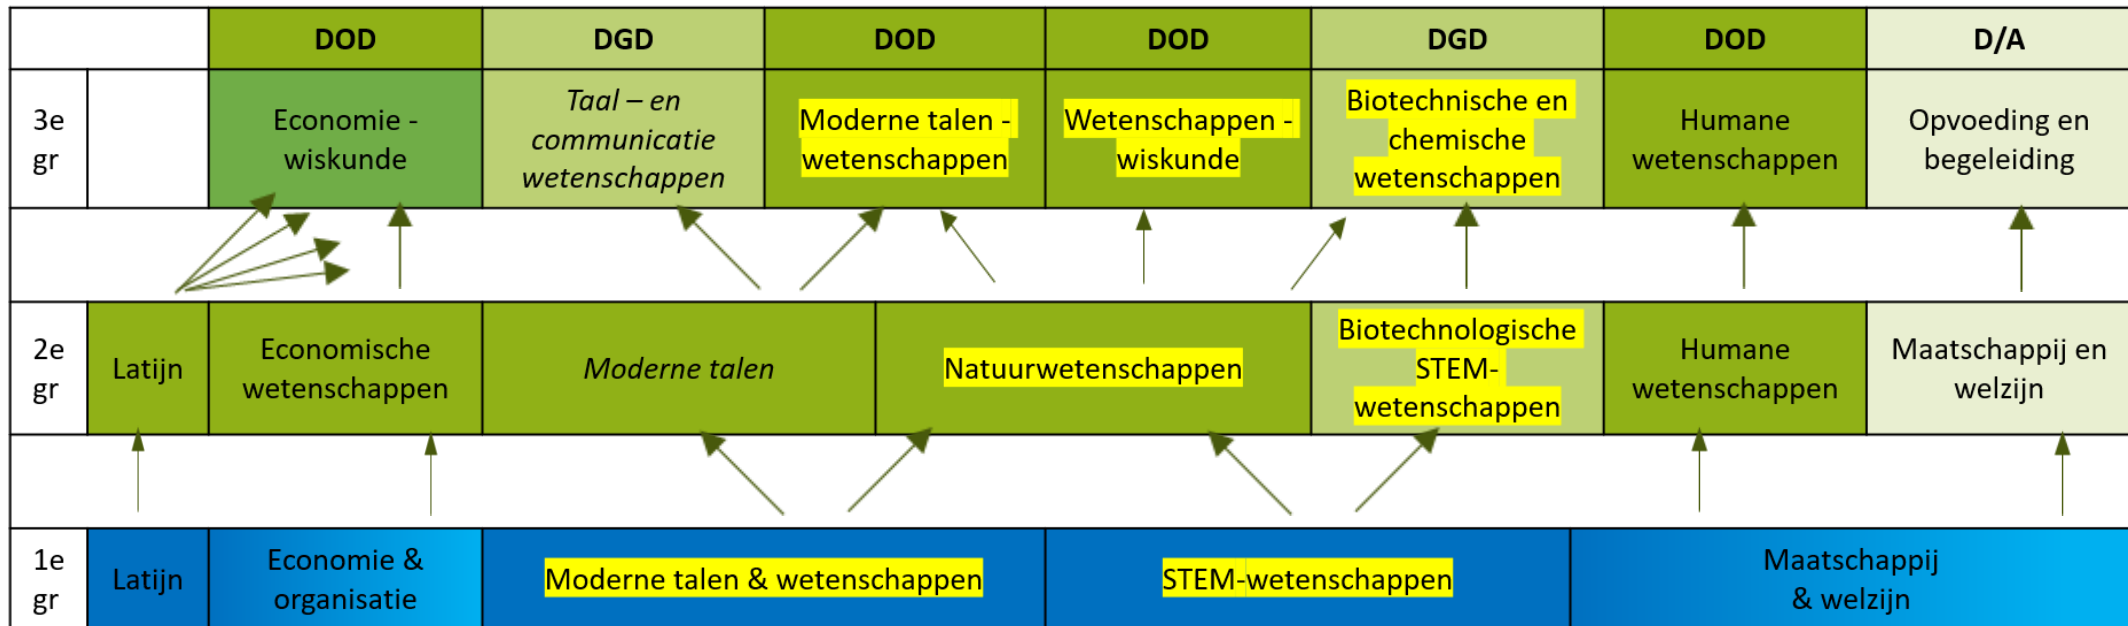 DOD DGD DOD DOD DGD DOD D/A
3e
gr
Economie -
wiskunde
Taal – en
communicatie
wetenschappen
Moderne talen -
wetenschappen
Wetenschappen -
wiskunde
Biotechnische en
chemische
wetenschappen
Humane
wetenschappen
Opvoeding en
begeleiding
2e
gr
Latijn
Economische
wetenschappen
Moderne talen
Natuurwetenschappen
Biotechnologische
STEM-
wetenschappen
Humane
wetenschappen
Maatschappij en
welzijn
1e
gr
Latijn
Economie &
organisatie
Moderne talen & wetenschappen
STEM-wetenschappen
Maatschappij
& welzijn